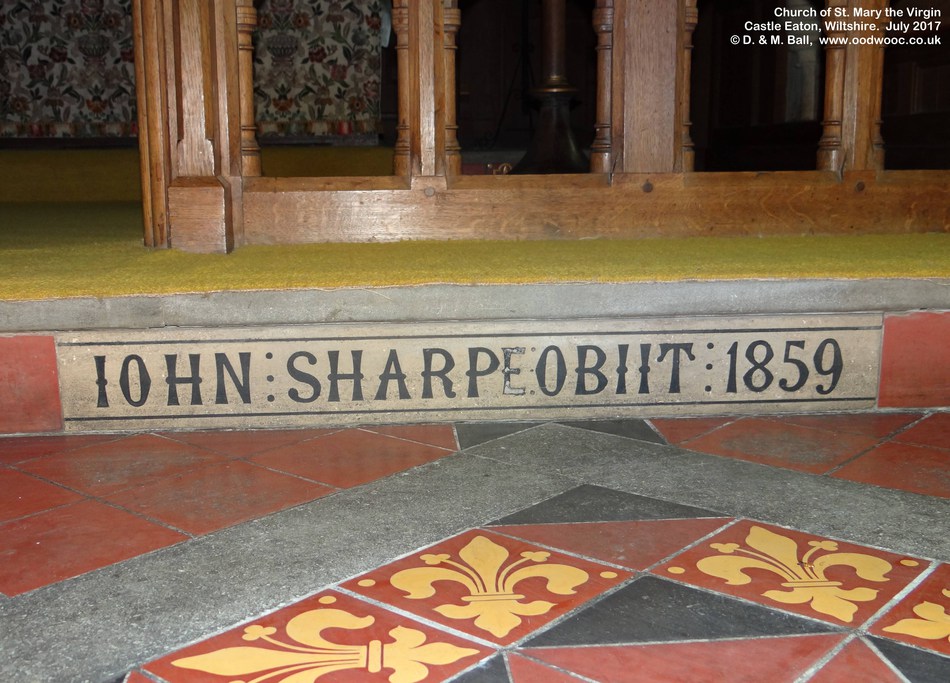 Church of St. Mary the Virgin
Castle Eaton, Wiltshire. July 2017
© D. & M. Ball, www.oodwooc.co.uk
IOHN : SHARPE : OBIIT : 1859